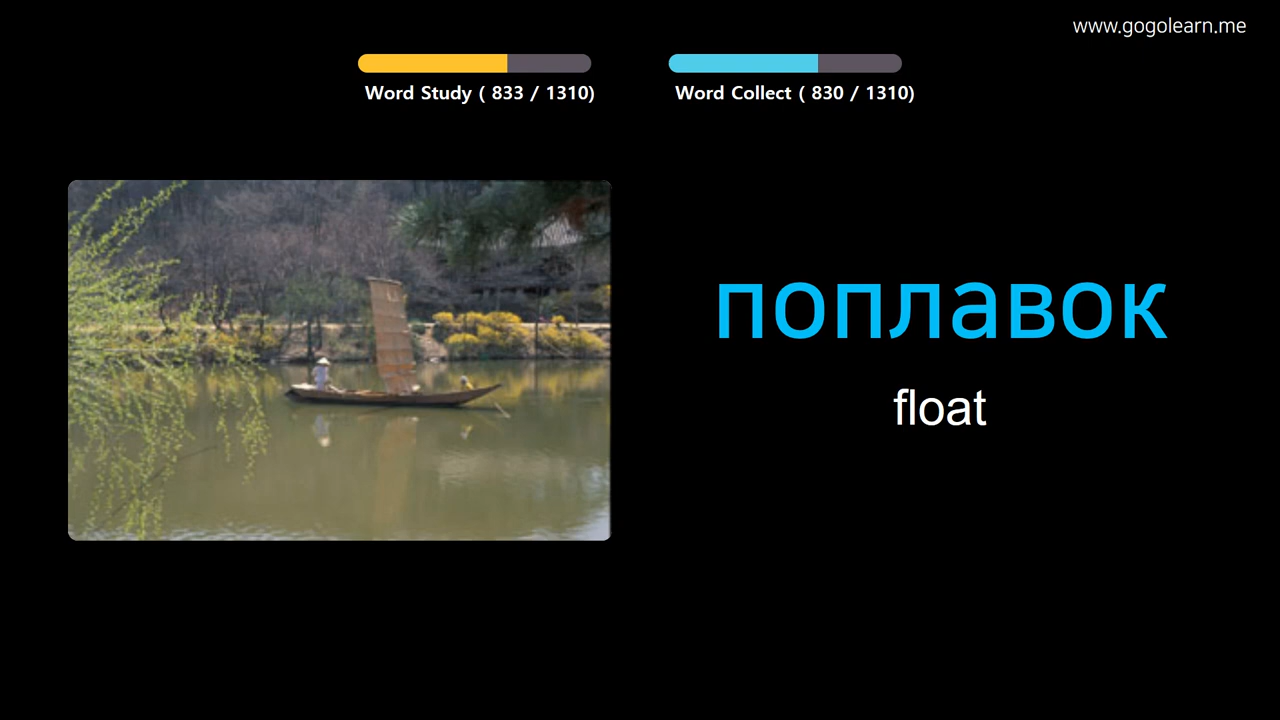 www.gogolearn.me
Word Study ( 833 / 1310)
Word Collect ( 830 / 1310)
поплавок
float